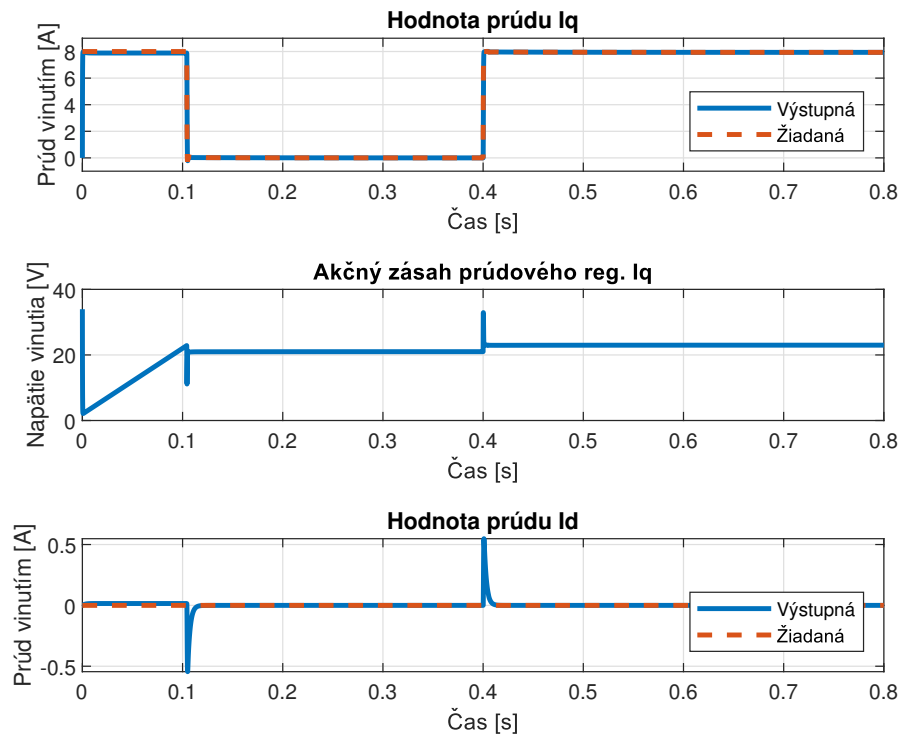 Hodnota prúdu Iq
Prúd vinutím [A]
8
6
4
2
0
Výstupná
Žiadaná
0 0.1 0.2 0.3 0.4 0.5 0.6 0.7 0.8
Čas [s]
Akčný zásah prúdového reg. Iq
Napätie vinutia [V]
40
20
0
0 0.1 0.2 0.3 0.4 0.5 0.6 0.7 0.8
Čas [s]
Hodnota prúdu Id
Prúd vinutím [A]
0.5
0
-0.5
Výstupná
Žiadaná
0 0.1 0.2 0.3 0.4 0.5 0.6 0.7 0.8
Čas [s]